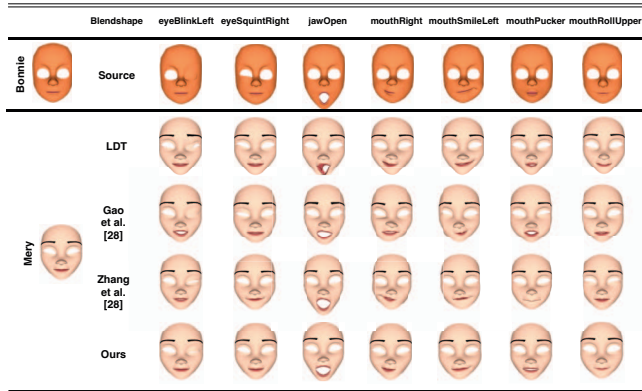 Blendshape eyeBlinkLeft eyeSquintRight jawOpen mouthRight mouthSmileLeft mouthPucker mouthRollUpper
Bonnie
Source
Mery
LDT
Gao
et al.
[28]
Zhang
et al.
[28]
Ours